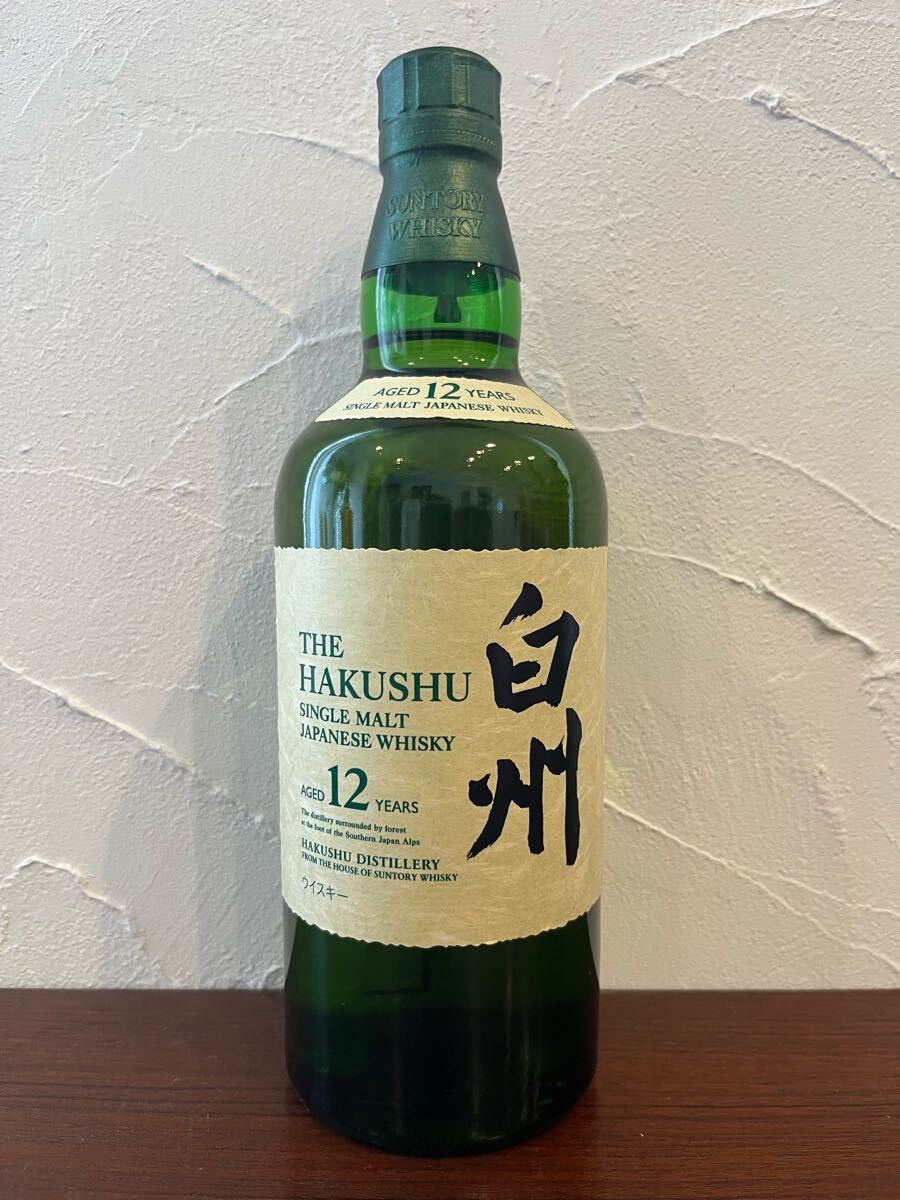 SUNTORY
WHISKY
AGED 12 YEARS
SINGLE MALT JAPANESE WHISKY
THE
HAKUSHU
SINGLE MALT
JAPANESE WHISKY
AGED 12 YEARS
The distillery surrounded by forest
at the foot of the Southern Japan Alps
HAKUSHU DISTILLERY
FROM THE HOUSE OF SUNTORY WHISKY
ウイスキー
白州